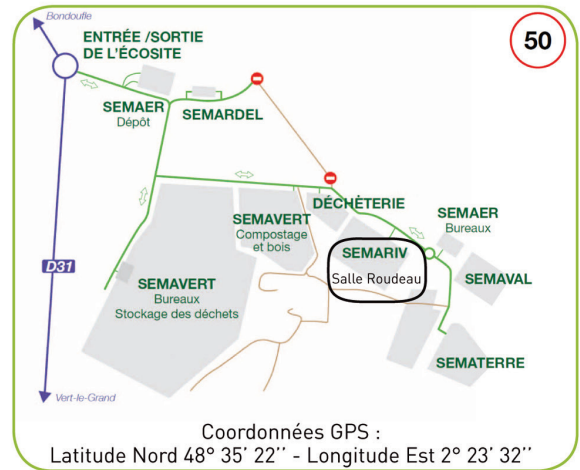 Bondoufle
50
ENTRÉE /SORTIE
DE L'ÉCOSITE
SEMAER
Dépôt
SEMARDEL
DÉCHÈTERIE
SEMAVERT
Compostage
et bois
SEMAER
Bureaux
SEMARIV
Salle Roudeau
SEMAVAL
D31
SEMAVERT
Bureaux
Stockage des déchets
SEMATERRE
Vert-le-Grand
Coordonnées GPS :
Latitude Nord 48° 35' 22'' - Longitude Est 2° 23' 32''